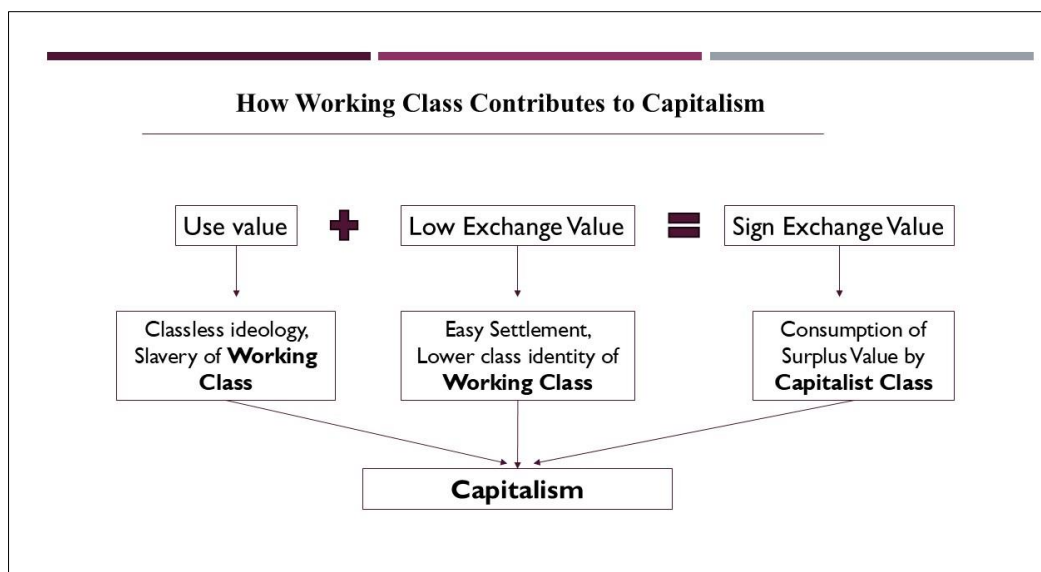 How Working Class Contributes to Capitalism
Use value + Low Exchange Value = Sign Exchange Value
Classless ideology,
Slavery of Working
Class
Easy Settlement,
Lower class identity of
Working Class
Consumption of
Surplus Value by
Capitalist Class
Capitalism